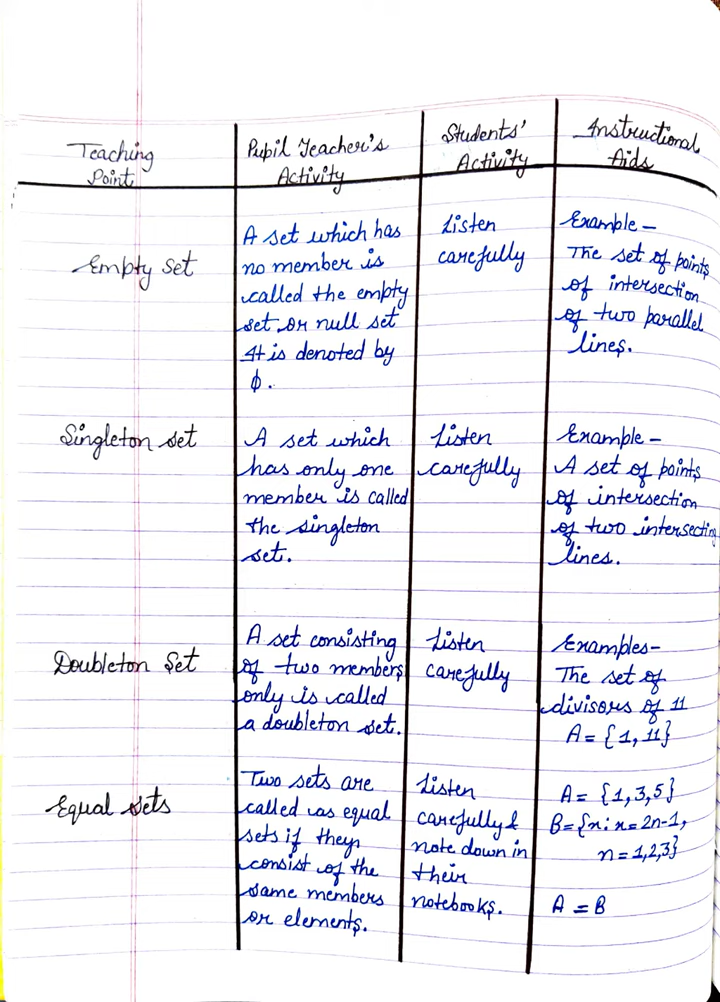 Teaching
Point
Pupil Teacher's
Activity
Students'
Activity
Instructional
Aids
Empty set
A set which has
no member is
called the empty
set or null set
It is denoted by
ϕ.
Listen
carefully
Example –
The set of points
of intersection
of two parallel
lines.
Singleton set
A set which
has only one
member is called
the singleton
set.
Listen
carefully
Example –
A set of points
of intersection
of two intersecting
lines.
Doubleton Set
A set consisting
of two members
only is called
a doubleton set.
Listen
carefully
Examples–
The set of
divisors of 11
A = {1, 11}
Equal sets
Two sets are
called as equal
sets if they
consist of the
same members
or elements.
Listen
carefully &
note down in
their
notebooks.
A = {1,3,5}
B={x: x=2n-1,
n=1,2,3}
A = B